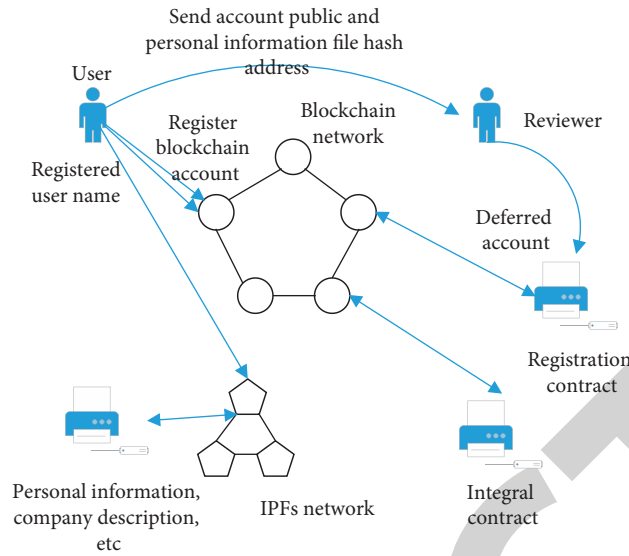 Send account public and
personal information file hash
address
User
Register
blockchain
account
Blockchain
network
Reviewer
Registered
user name
Deferred
account
Registration
contract
Personal information,
company description,
etc
IPFs network
Integral
contract